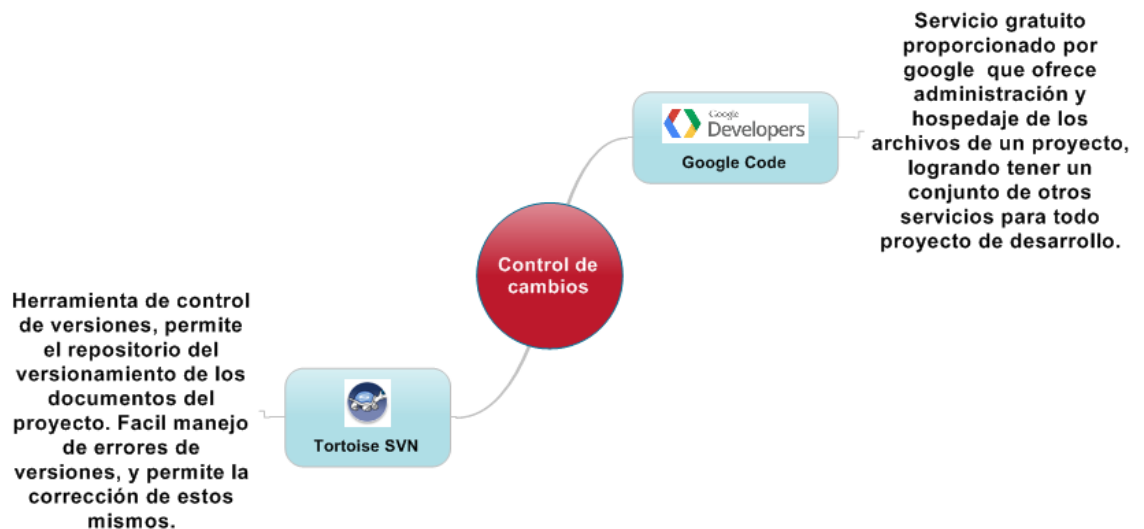 Servicio gratuito
proporcionado por
google que ofrece
administración y
hospedaje de los
archivos de un proyecto,
logrando tener un
conjunto de otros
servicios para todo
proyecto de desarrollo.
Google
Developers
Google Code
Control de
cambios
Herramienta de control
de versiones, permite
el repositorio del
versionamiento de los
documentos del
proyecto. Facil manejo
de errores de
versiones, y permite la
corrección de estos
mismos.
Tortoise SVN